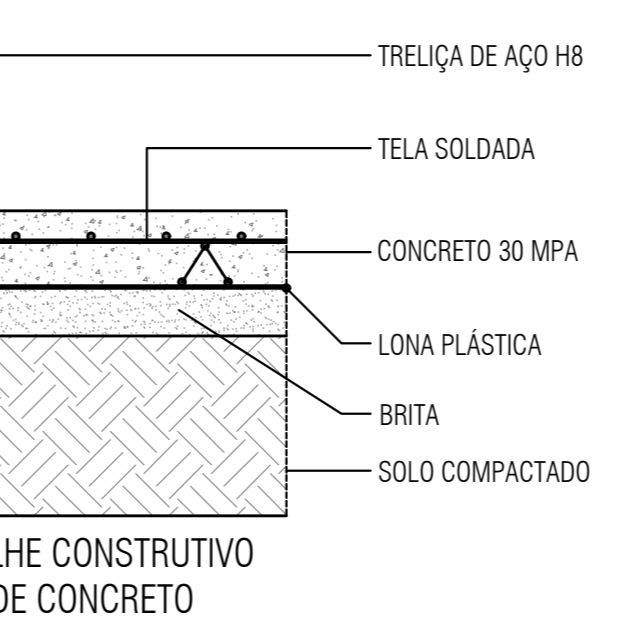 TRELIÇA DE AÇO H8
TELA SOLDADA
CONCRETO 30 MPA
LONA PLÁSTICA
BRITA
SOLO COMPACTADO
LHE CONSTRUTIVO
DE CONCRETO